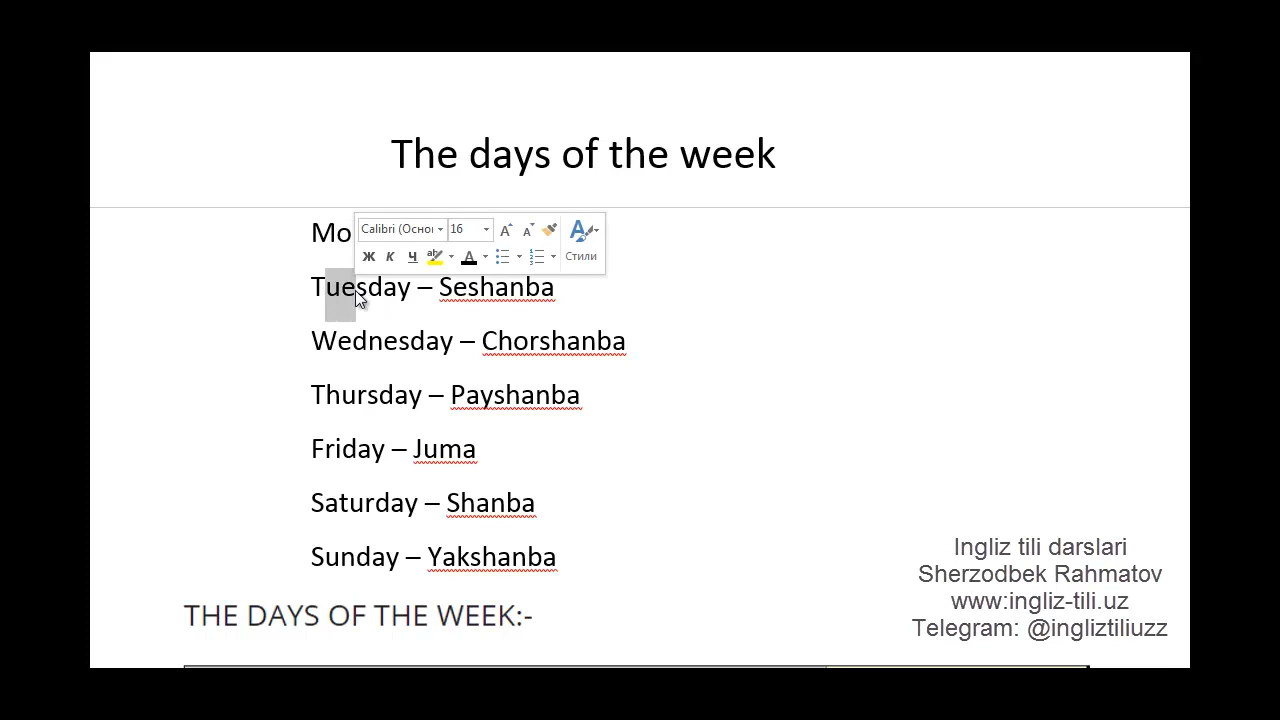 The days of the week
Mo
Calibri (Осно 16
Ж К Ч Стили
Tuesday – Seshanba
Wednesday – Chorshanba
Thursday – Payshanba
Friday – Juma
Saturday – Shanba
Sunday – Yakshanba
THE DAYS OF THE WEEK:-
Ingliz tili darslari
Sherzodbek Rahmatov
www:ingliz-tili.uz
Telegram: @ingliztiliuzz